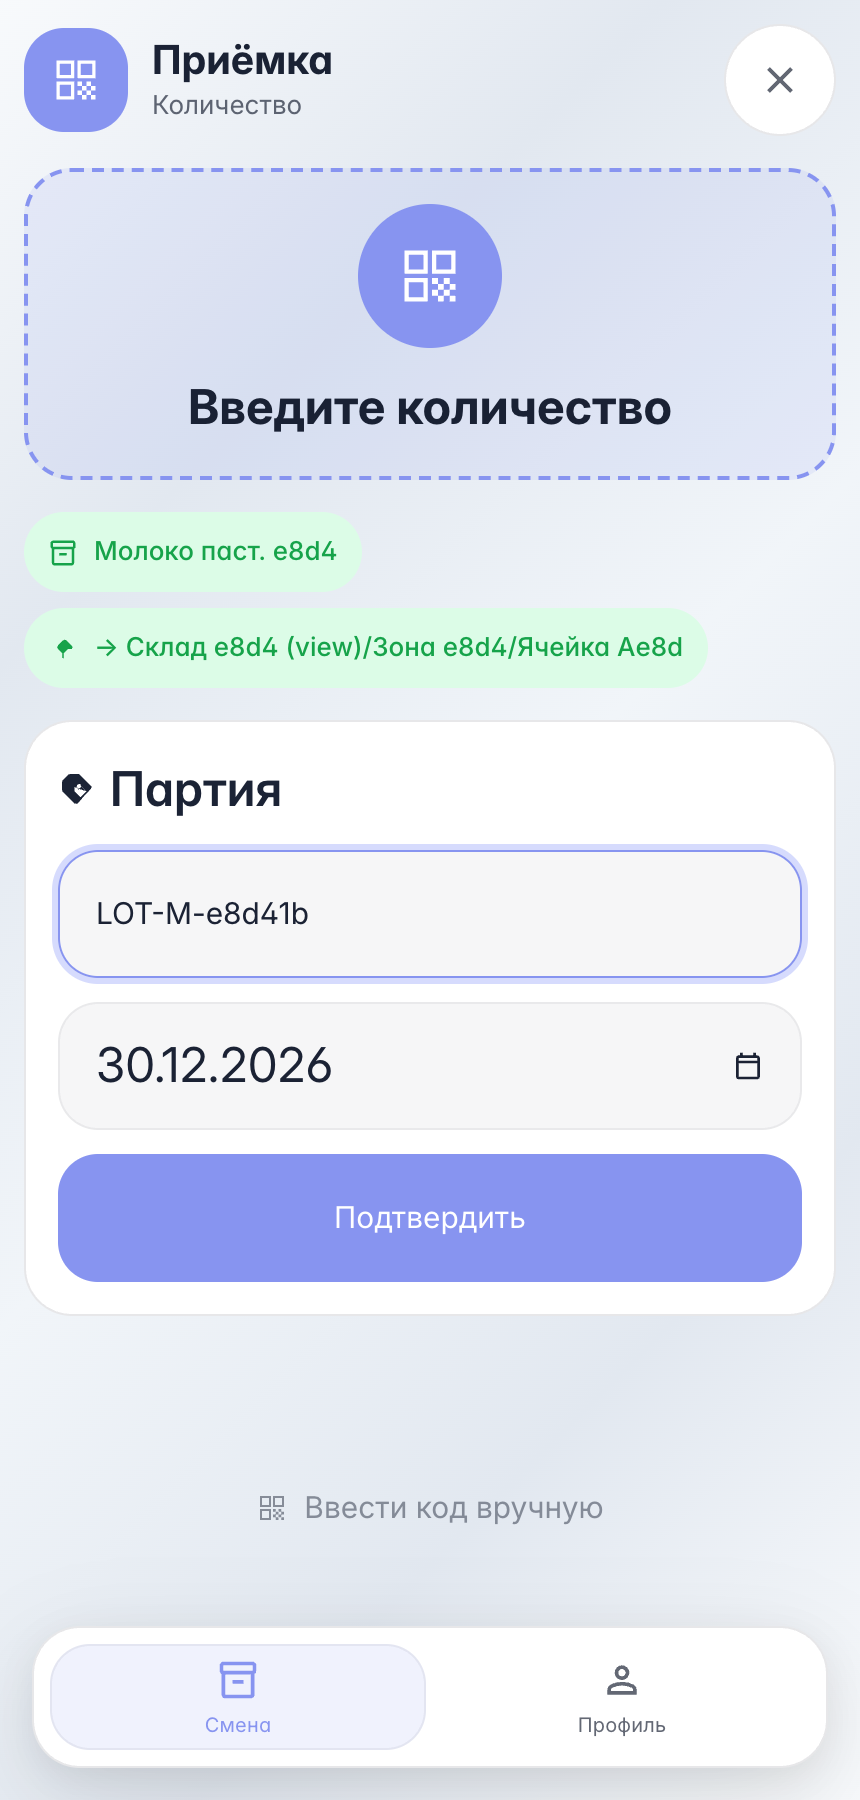 Приёмка
Количество
Введите количество
Молоко паст. e8d4
→ Склад e8d4 (view)/Зона e8d4/Ячейка Ae8d
Партия
LOT-M-e8d41b
30.12.2026
Подтвердить
Ввести код вручную
Смена
Профиль